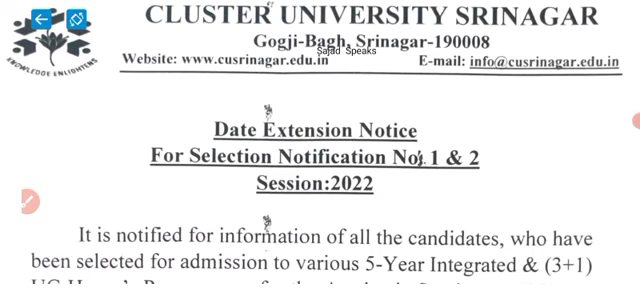 CLUSTER UNIVERSITY SRINAGAR
Gogji-Bagh, Srinagar-190008
Sajad Speaks
Website: www.cusrinagar.edu.in E-mail: info@cusrinagar.edu.in
KNOWLEDGE ENLIGHTENS
Date Extension Notice
For Selection Notification No. 1 & 2
Session:2022
It is notified for information of all the candidates, who have
been selected for admission to various 5-Year Integrated & (3+1)